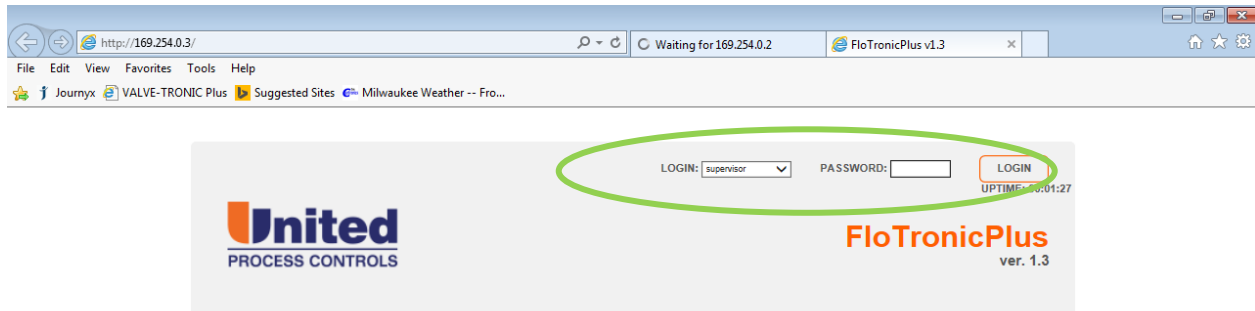 http://169.254.0.3/
Waiting for 169.254.0.2
FloTronicPlus v1.3
File Edit View Favorites Tools Help
Journyx VALVE-TRONIC Plus Suggested Sites Milwaukee Weather -- Fro...
LOGIN: supervisor PASSWORD: LOGIN
UPTIME: 00:01:27
United
PROCESS CONTROLS
FloTronicPlus
ver. 1.3